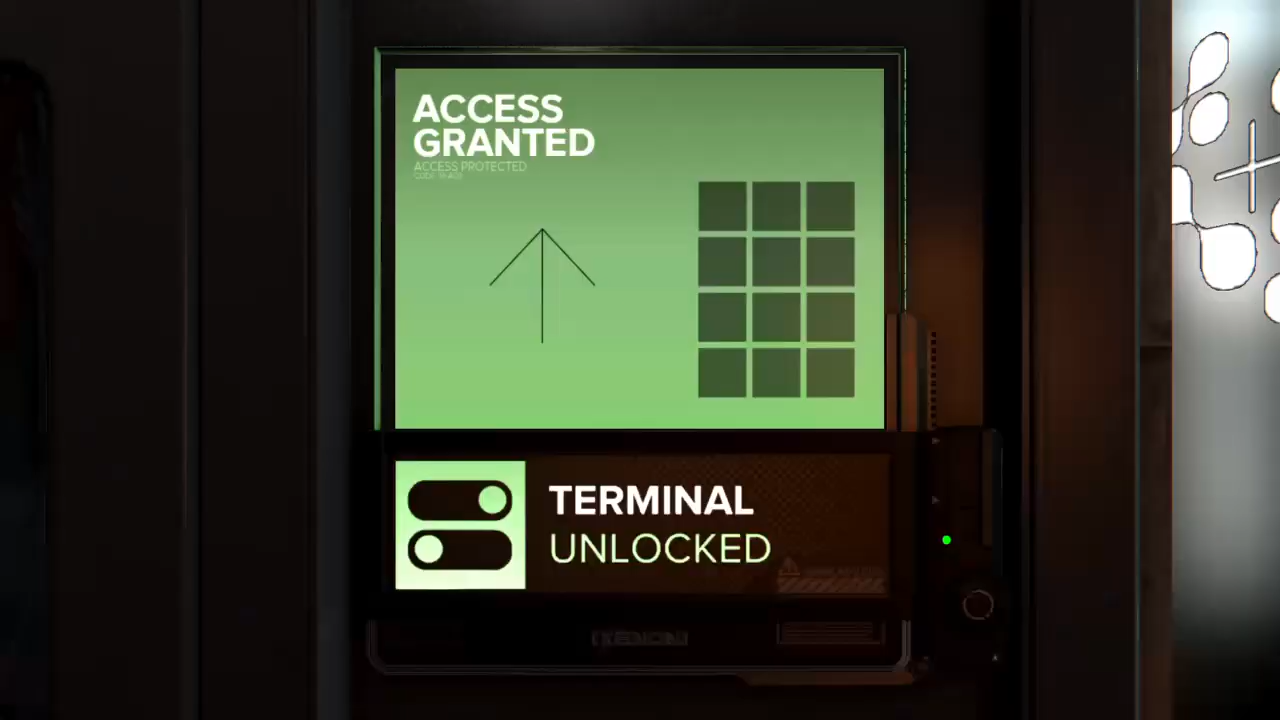 ACCESS
GRANTED
ACCESS PROTECTED
TERMINAL
UNLOCKED